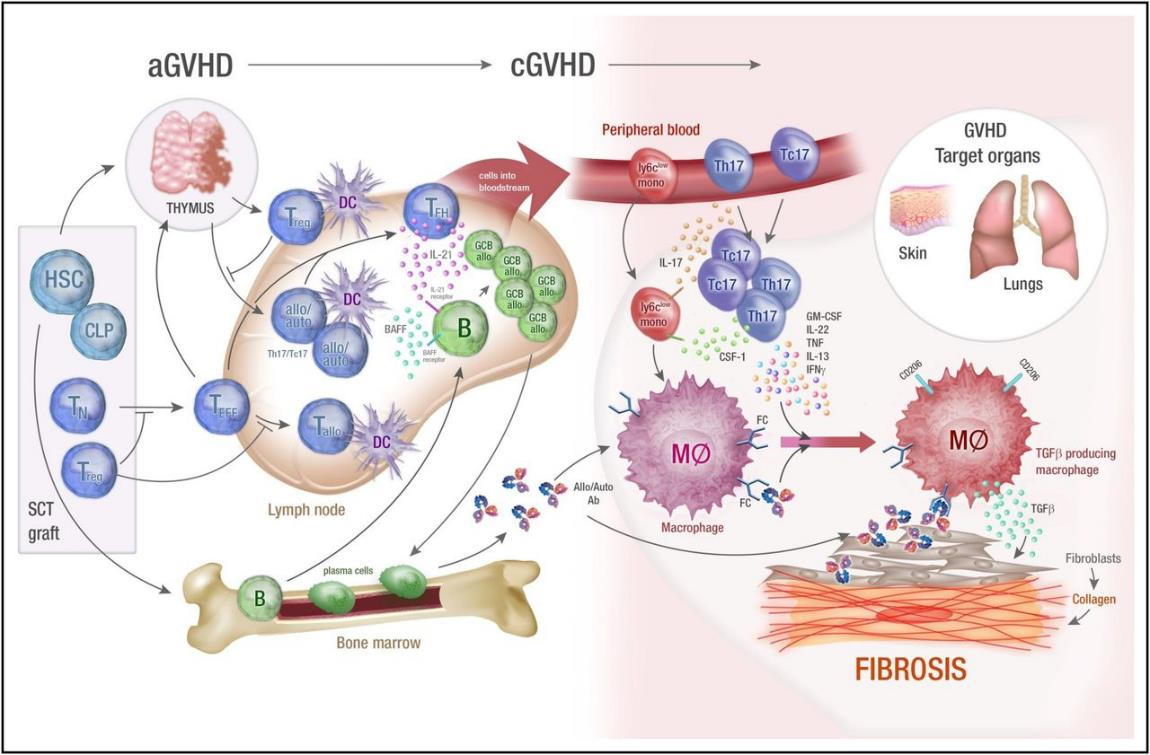 aGVHD
cGVHD
THYMUS
HSC
CLP
TN
Treg
SCT
graft
Treg
DC
TFH
cells into
bloodstream
IL-21
IL-21
receptor
GCB
allo
GCB
allo
GCB
allo
GCB
allo
GCB
allo
allo/
auto
DC
allo/
auto
Th17/Tc17
BAFF
BAFF
receptor
B
TEFF
Tallo
DC
Lymph node
B
plasma cells
Bone marrow
Peripheral blood
ly6clow
mono
Th17
Tc17
IL-17
Tc17
Tc17
Th17
Th17
ly6clow
mono
CSF-1
GM-CSF
IL-22
TNF
IL-13
IFNγ
GVHD
Target organs
Skin
Lungs
MØ
FC
FC
Macrophage
Allo/Auto
Ab
CD206
CD206
MØ
TGFβ producing
macrophage
TGFβ
Fibroblasts
Collagen
FIBROSIS